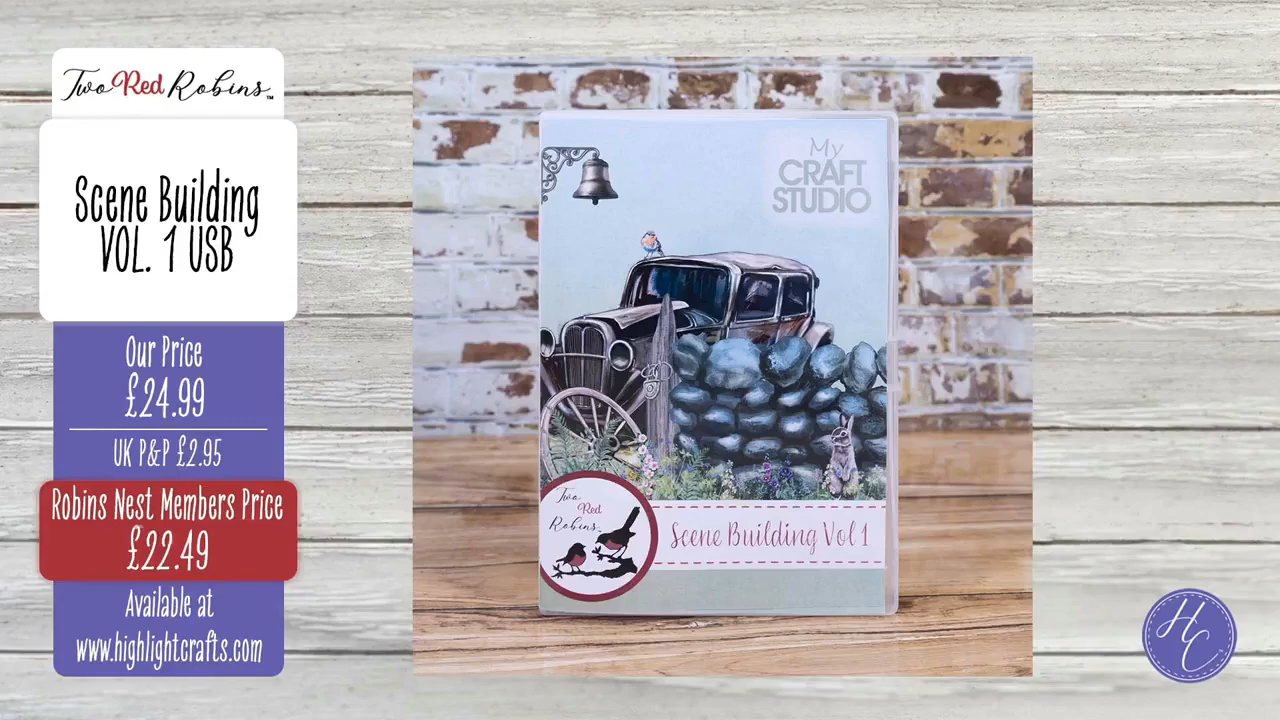 Two Red Robins™
Scene Building
VOL. 1 USB
Our Price
£24.99
UK P&P £2.95
Robins Nest Members Price
£22.49
Available at
www.highlightcrafts.com
My
CRAFT
STUDIO
Two
Red
Robins
Scene Building Vol 1
HC